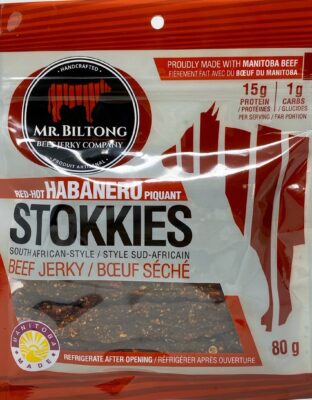 HANDCRAFTED
MR. BILTONG
BEEF JERKY COMPANY
PRODUIT ARTISANAL
PROUDLY MADE WITH MANITOBA BEEF
FIÈREMENT FAIT AVEC DU BŒUF DU MANITOBA
15g 1g
PROTEIN / PROTÉINES CARBS / GLUCIDES
PER SERVING / PAR PORTION
RED-HOT HABANERO PIQUANT
STOKKIES
SOUTH AFRICAN-STYLE / STYLE SUD-AFRICAIN
BEEF JERKY / BŒUF SÉCHÉ
MANITOBA
MADE
80 g
REFRIGERATE AFTER OPENING / RÉFRIGÉRER APRÈS OUVERTURE